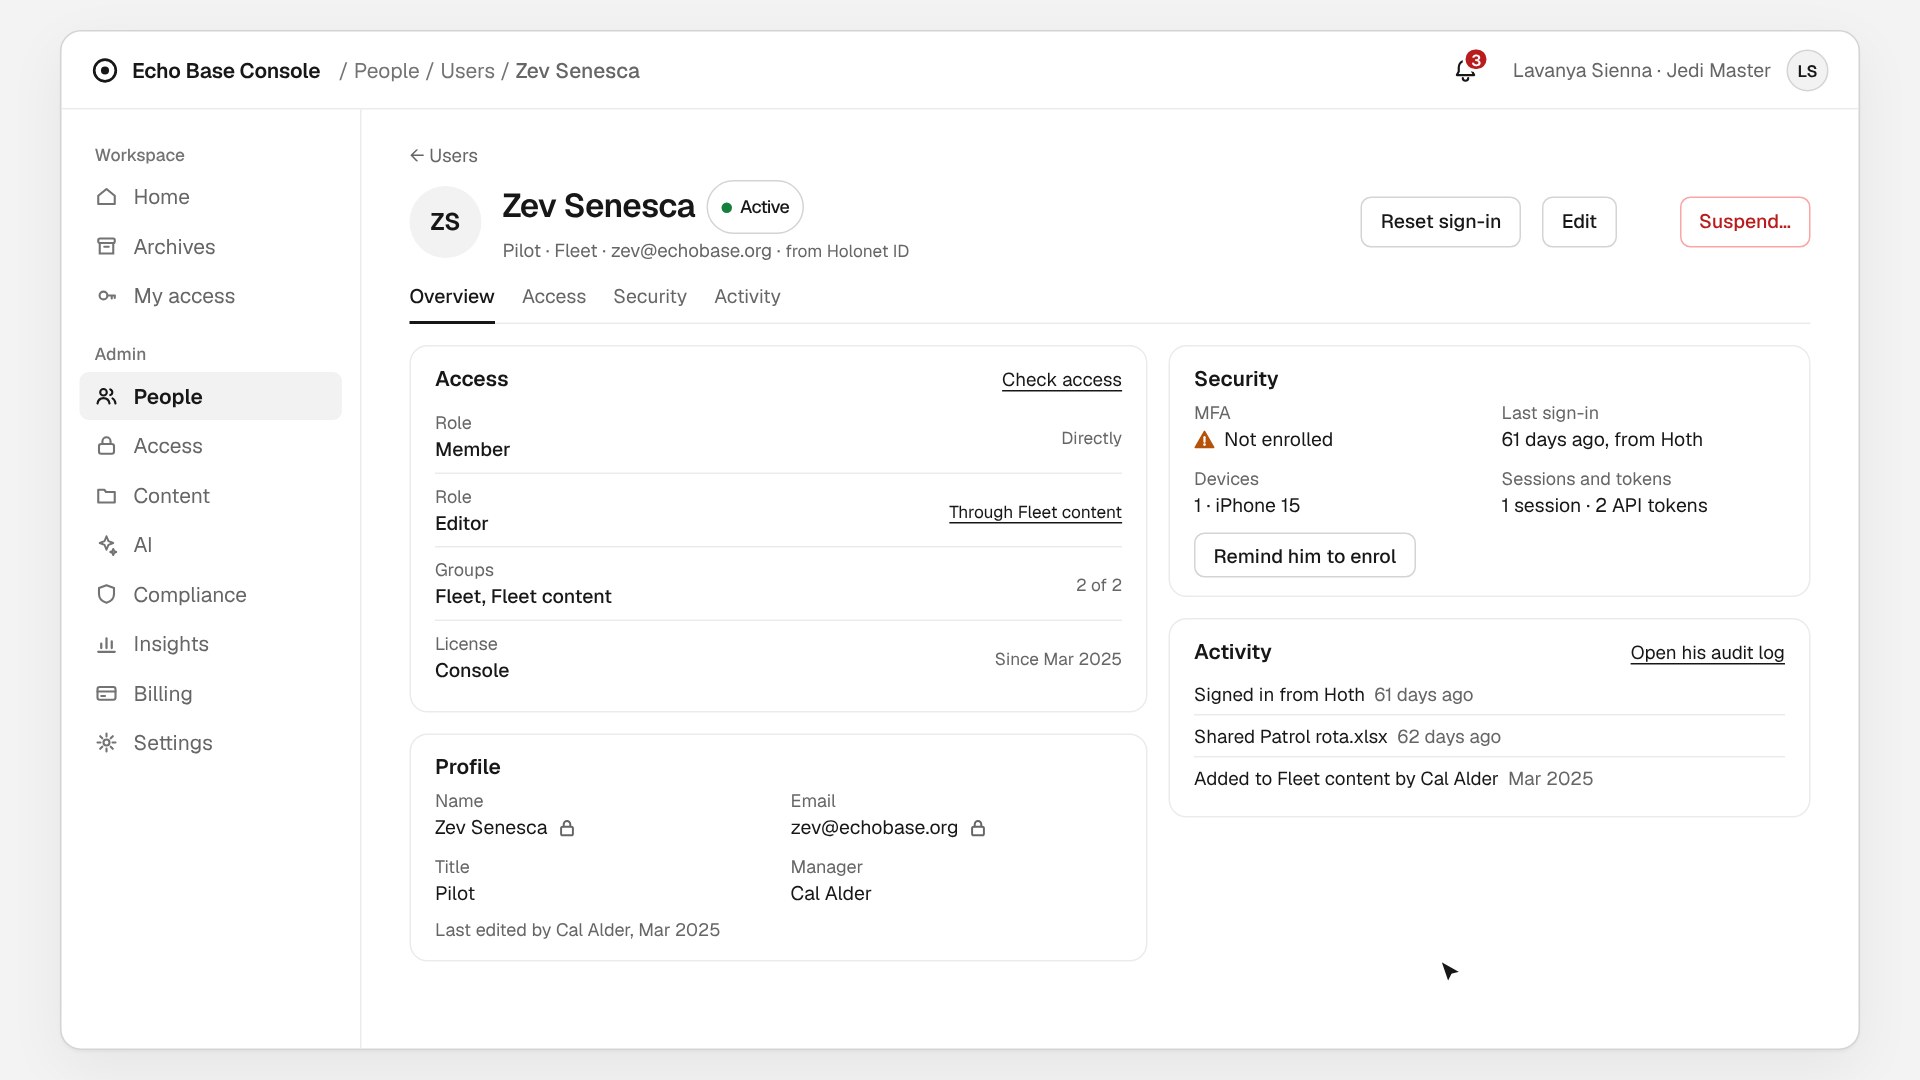 Echo Base Console / People / Users / Zev Senesca
3
Lavanya Sienna · Jedi Master
LS
Workspace
Home
Archives
My access
Admin
People
Access
Content
AI
Compliance
Insights
Billing
Settings
← Users
ZS
Zev Senesca
Active
Pilot · Fleet · zev@echobase.org · from Holonet ID
Reset sign-in
Edit
Suspend…
Overview
Access
Security
Activity
Access
Check access
Role
Member
Directly
Role
Editor
Through Fleet content
Groups
Fleet, Fleet content
2 of 2
License
Console
Since Mar 2025
Profile
Name
Zev Senesca
Email
zev@echobase.org
Title
Pilot
Manager
Cal Alder
Last edited by Cal Alder, Mar 2025
Security
MFA
Not enrolled
Last sign-in
61 days ago, from Hoth
Devices
1 · iPhone 15
Sessions and tokens
1 session · 2 API tokens
Remind him to enrol
Activity
Open his audit log
Signed in from Hoth 61 days ago
Shared Patrol rota.xlsx 62 days ago
Added to Fleet content by Cal Alder Mar 2025